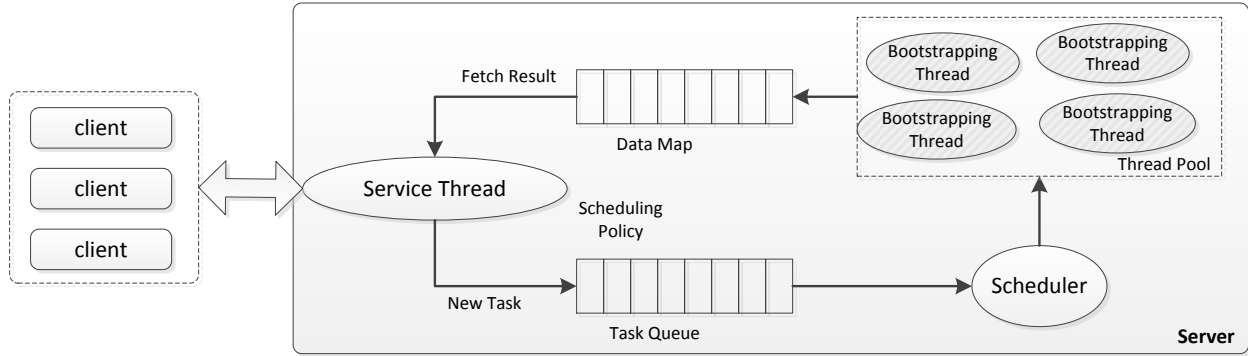 client
client
client
Service Thread
Fetch Result
Data Map
Scheduling
Policy
New Task
Task Queue
Bootstrapping
Thread
Bootstrapping
Thread
Bootstrapping
Thread
Bootstrapping
Thread
Thread Pool
Scheduler
Server